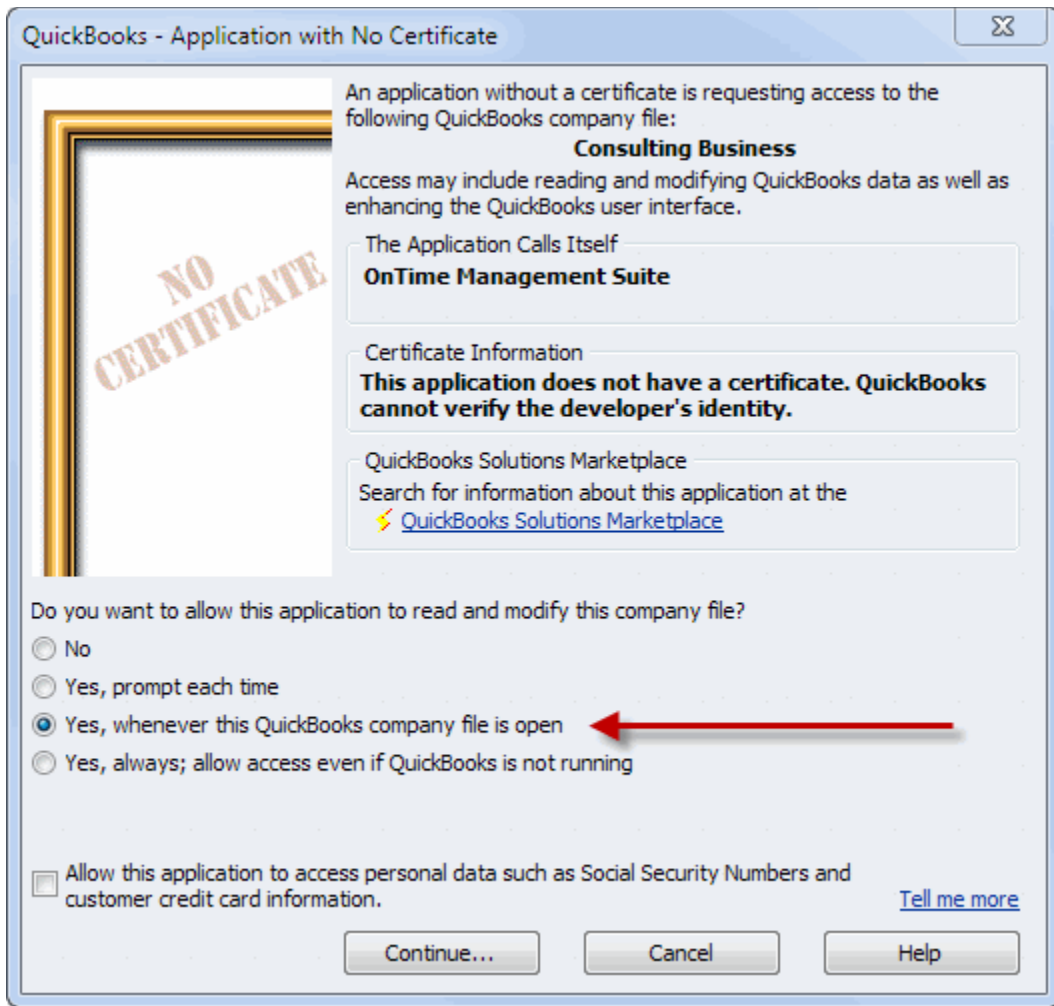 QuickBooks - Application with No Certificate
NO
CERTIFICATE
An application without a certificate is requesting access to the
following QuickBooks company file:
Consulting Business
Access may include reading and modifying QuickBooks data as well as
enhancing the QuickBooks user interface.
The Application Calls Itself
OnTime Management Suite
Certificate Information
This application does not have a certificate. QuickBooks
cannot verify the developer's identity.
QuickBooks Solutions Marketplace
Search for information about this application at the
QuickBooks Solutions Marketplace
Do you want to allow this application to read and modify this company file?
No
Yes, prompt each time
Yes, whenever this QuickBooks company file is open
Yes, always; allow access even if QuickBooks is not running
Allow this application to access personal data such as Social Security Numbers and
customer credit card information.
Tell me more
Continue...
Cancel
Help